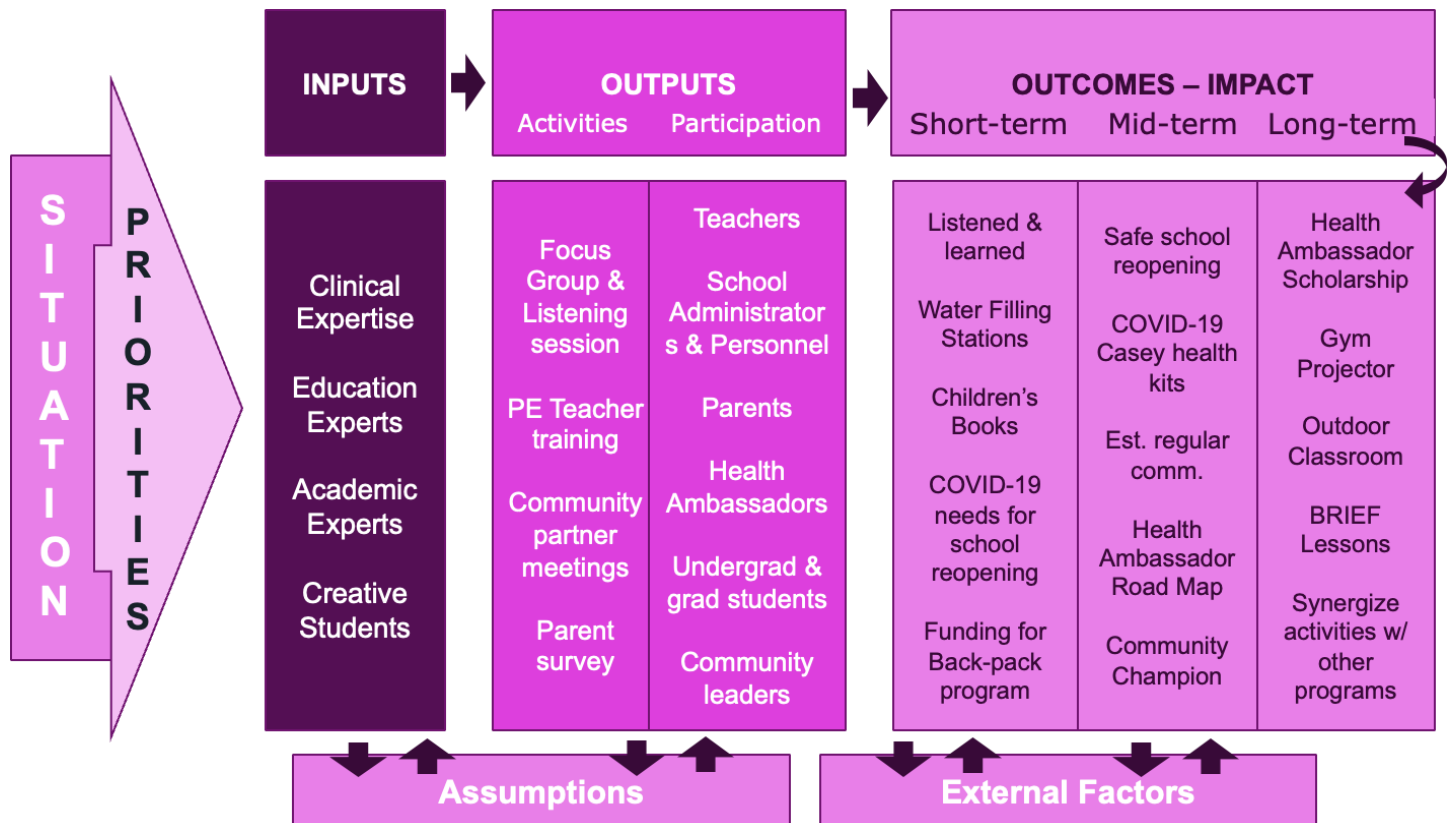 SITUATION
PRIORITIES
INPUTS
OUTPUTS
Activities
Participation
OUTCOMES – IMPACT
Short-term
Mid-term
Long-term
Clinical
Expertise
Education
Experts
Academic
Experts
Creative
Students
Focus
Group &
Listening
session
PE Teacher
training
Community
partner
meetings
Parent
survey
Teachers
School
Administrator
s & Personnel
Parents
Health
Ambassadors
Undergrad &
grad students
Community
leaders
Listened &
learned
Water Filling
Stations
Children’s
Books
COVID-19
needs for
school
reopening
Funding for
Back-pack
program
Safe school
reopening
COVID-19
Casey health
kits
Est. regular
comm.
Health
Ambassador
Road Map
Community
Champion
Health
Ambassador
Scholarship
Gym
Projector
Outdoor
Classroom
BRIEF
Lessons
Synergize
activities w/
other
programs
Assumptions
External Factors